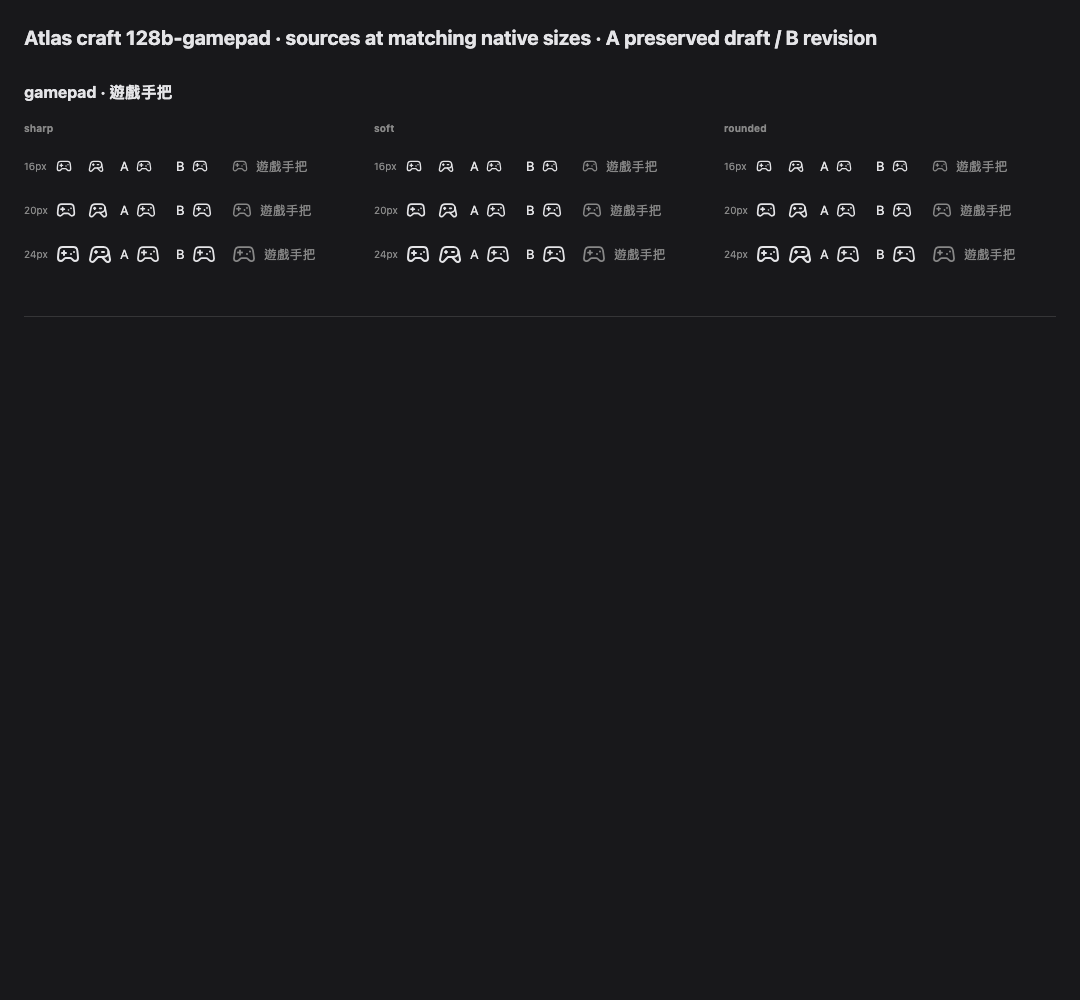 Atlas craft 128b-gamepad · sources at matching native sizes · A preserved draft / B revision
gamepad · 遊戲手把
sharp soft rounded
16px A B 遊戲手把 16px A B 遊戲手把 16px A B 遊戲手把
20px A B 遊戲手把 20px A B 遊戲手把 20px A B 遊戲手把
24px A B 遊戲手把 24px A B 遊戲手把 24px A B 遊戲手把